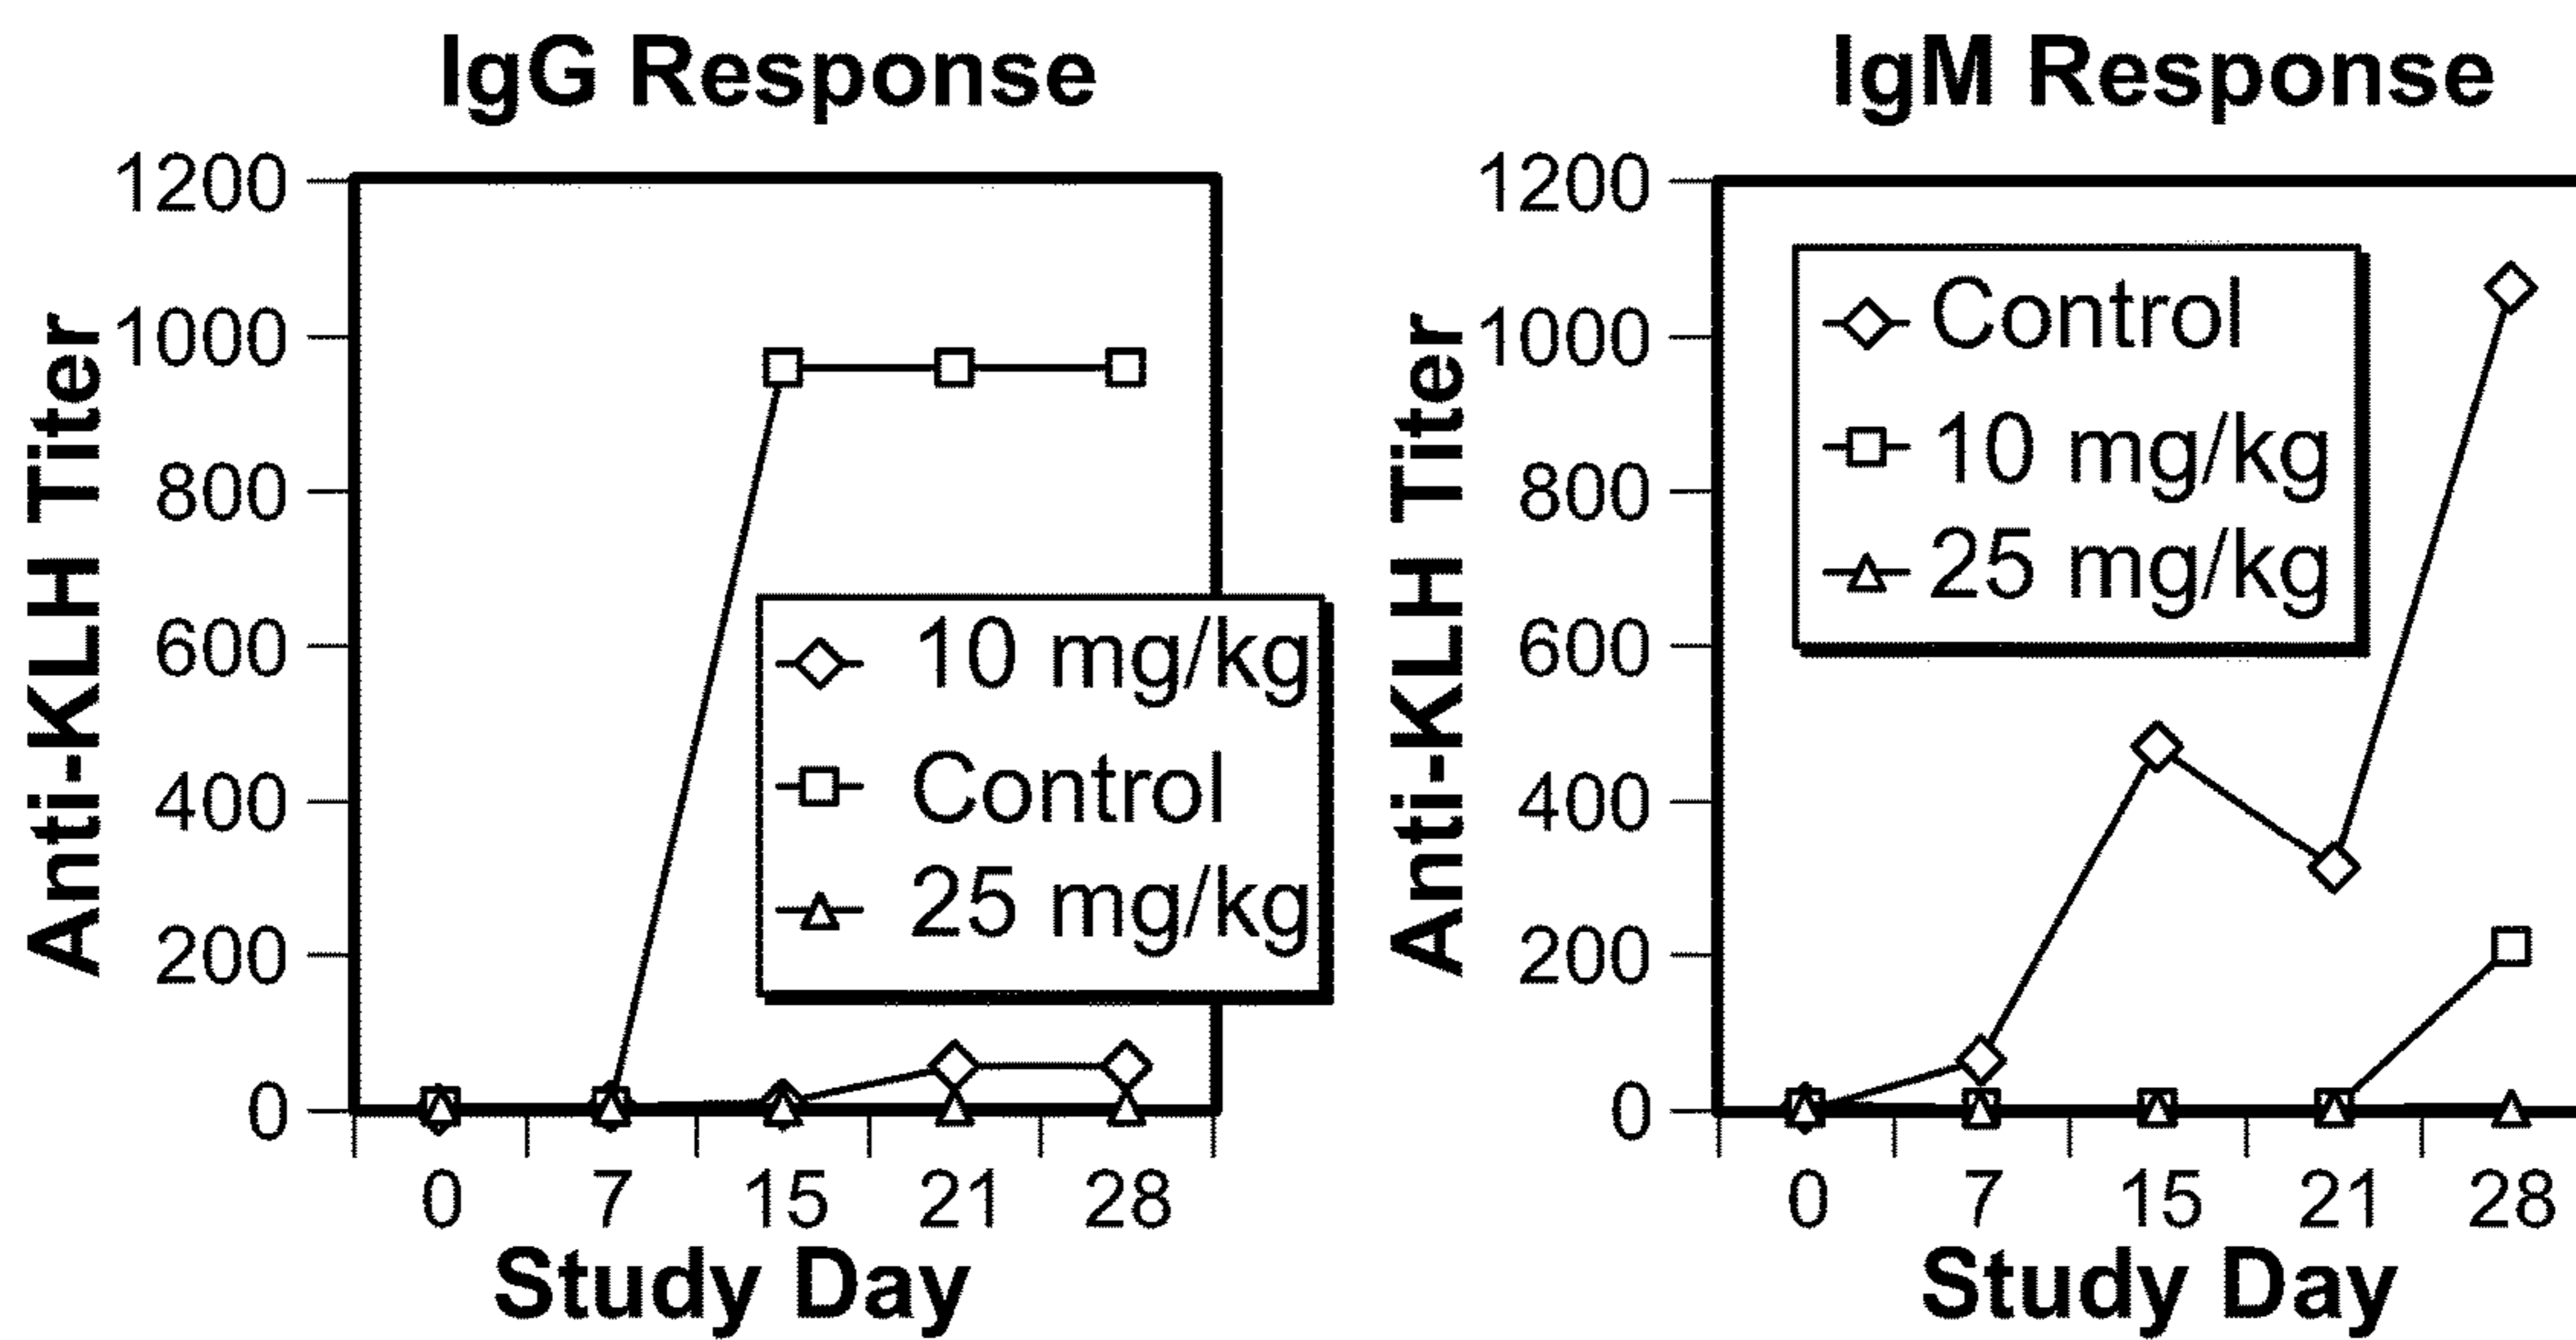 IgG Response
Anti-KLH Titer
1200
1000
800
600
400
200
0
10 mg/kg
Control
25 mg/kg
0 7 15 21 28
Study Day
IgM Response
Anti-KLH Titer
1200
1000
800
600
400
200
0
Control
10 mg/kg
25 mg/kg
0 7 15 21 28
Study Day